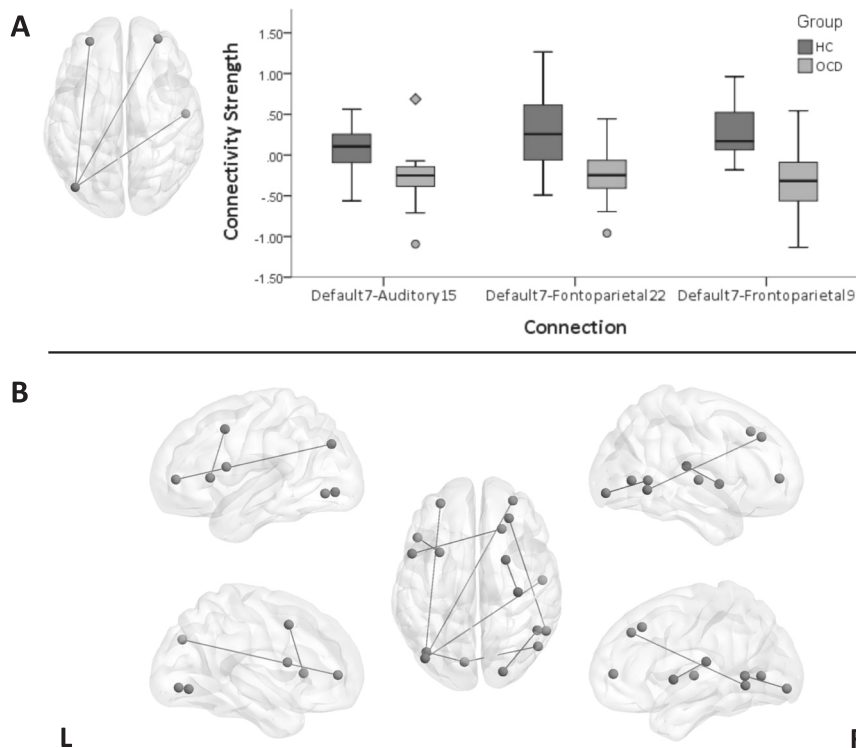 A
Group
HC
OCD
Connectivity Strength
1.50
1.00
.50
.00
-.50
-1.00
-1.50
Default7-Auditory15
Default7-Fontoparietal22
Default7-Frontoparietal9
Connection
B
L